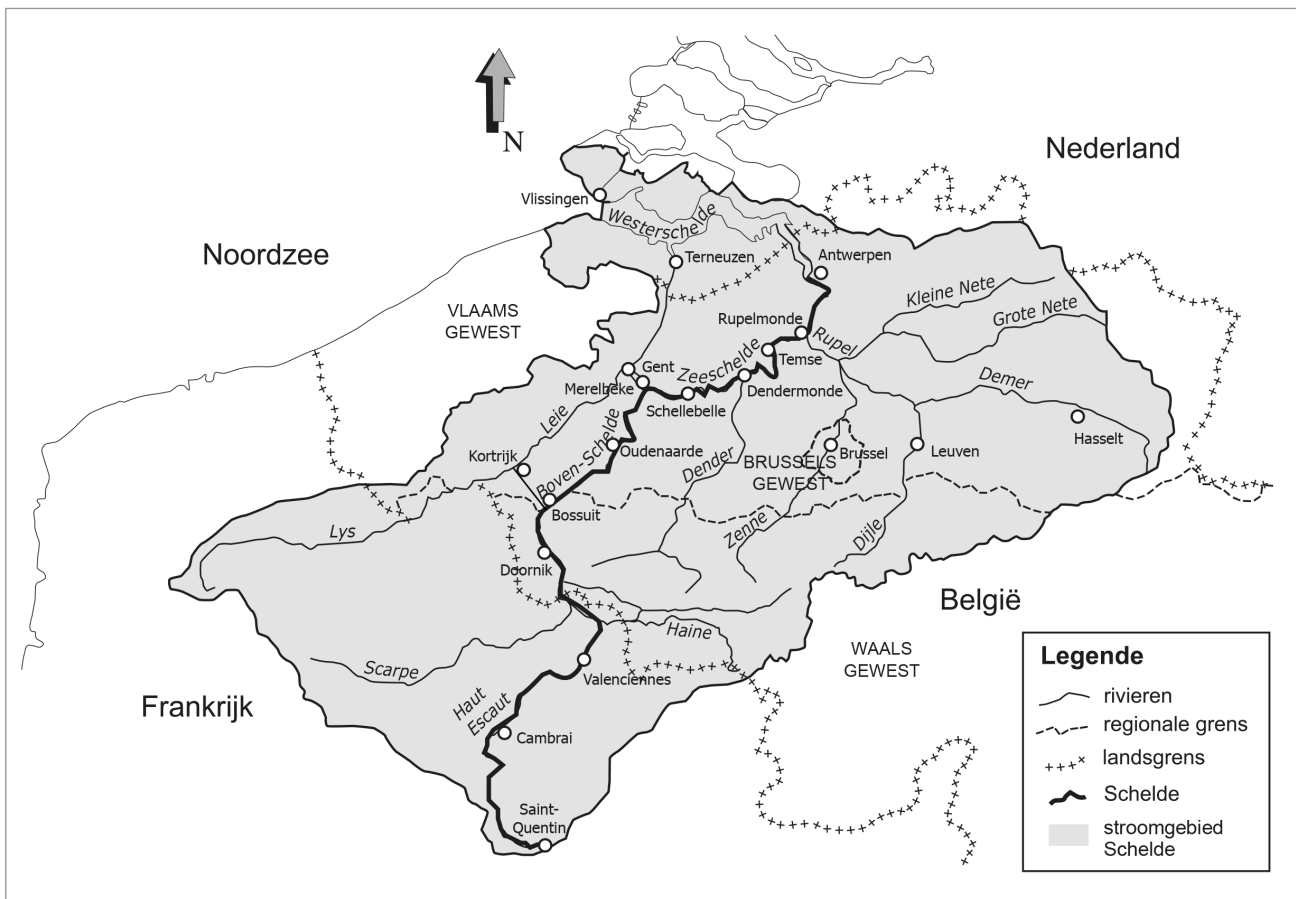 N
Nederland
Vlissingen
Westerschelde
Noordzee
Terneuzen
Antwerpen
VLAAMS
GEWEST
Kleine Nete
Grote Nete
Rupelmonde
Rupel
Zeeschelde
Temse
Gent
Merelbeke
Dendermonde
Demer
Schellebelle
Leie
Boven-Schelde
Oudenaarde
Hasselt
Kortrijk
Dender
Brussel
Leuven
BRUSSELS
GEWEST
Bossuit
Lys
Zenne
Dijle
Doornik
België
Haine
WAALS
GEWEST
Scarpe
Valenciennes
Frankrijk
Haut
Escaut
Cambrai
Saint-
Quentin
Legende
rivieren
regionale grens
landsgrens
Schelde
stroomgebied
Schelde